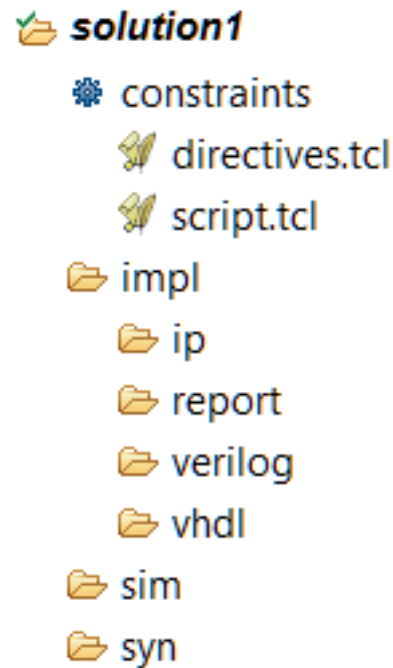 solution1
constraints
directives.tcl
script.tcl
impl
ip
report
verilog
vhdl
sim
syn